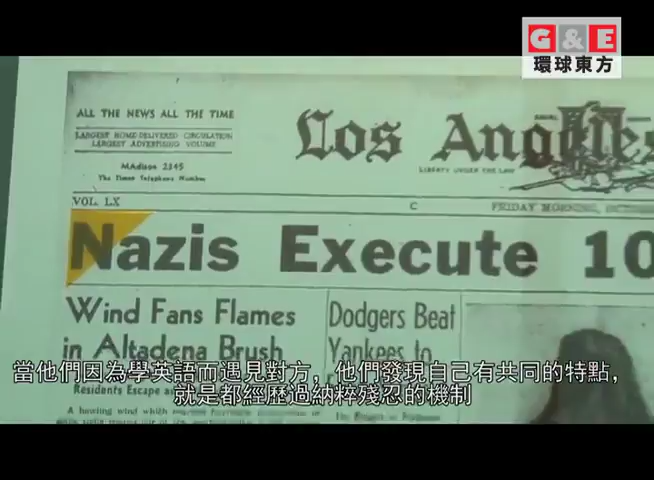 G&E
環球東方
ALL THE NEWS ALL THE TIME
LARGEST HOME-DELIVERED CIRCULATION
LARGEST ADVERTISING VOLUME
MAdison 2345
The Times Telephone Number
Los Angeles
LIBERTY UNDER THE LAW
VOL. LX
C
FRIDAY MORNING,
Nazis Execute 10
Wind Fans Flames
in Altadena Brush
Dodgers Beat
Yankees to
當他們因為學英語而遇見對方，他們發現自己有共同的特點，
就是都經歷過納粹殘忍的機制
Residents Escape
A howling wind which